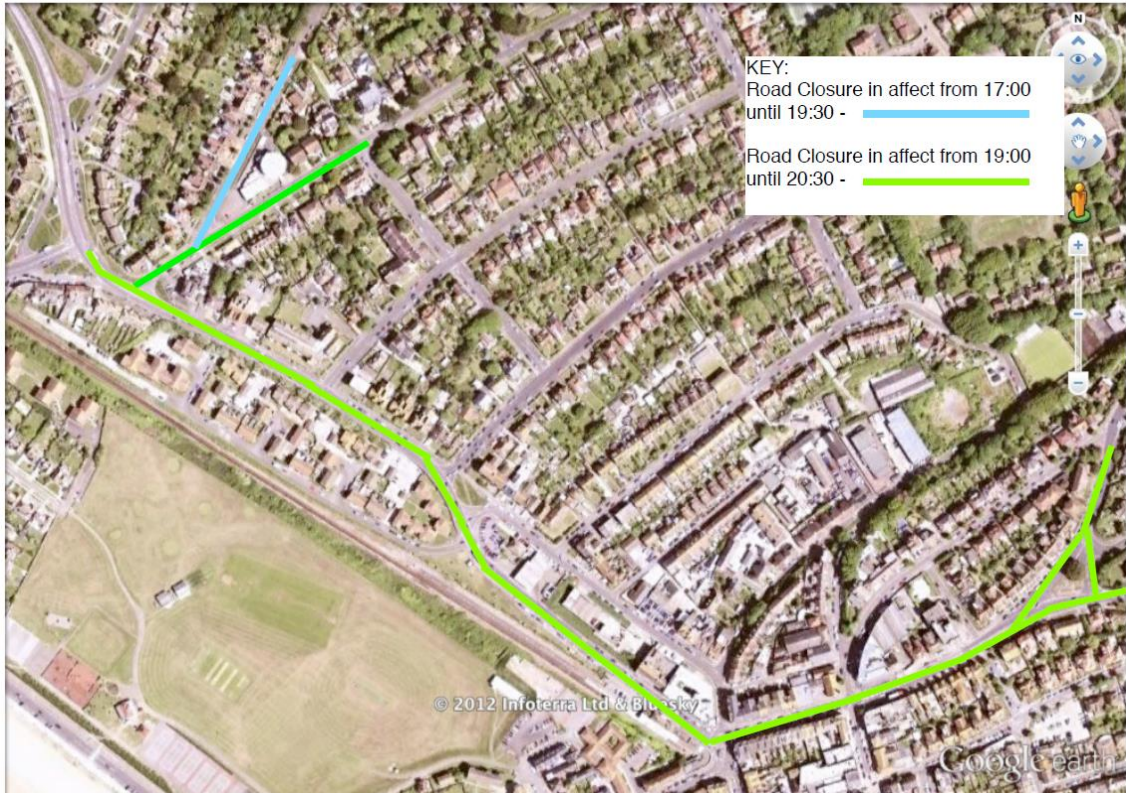 N
KEY:
Road Closure in affect from 17:00
until 19:30 -
Road Closure in affect from 19:00
until 20:30 -
© 2012 Infoterra Ltd & Bluesky
Google earth